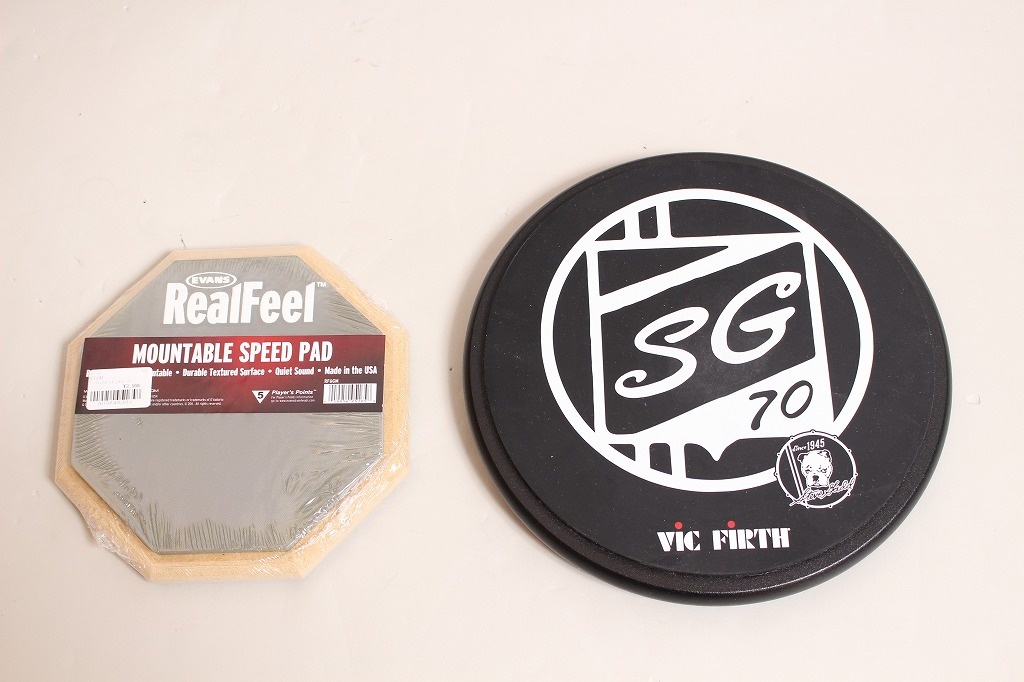 EVANS
RealFeel™
MOUNTABLE SPEED PAD
• Durable Textured Surface • Quiet Sound • Made in the USA
RF6GM
5 Player's Points™
SG
70
Since 1945
VIC FIRTH